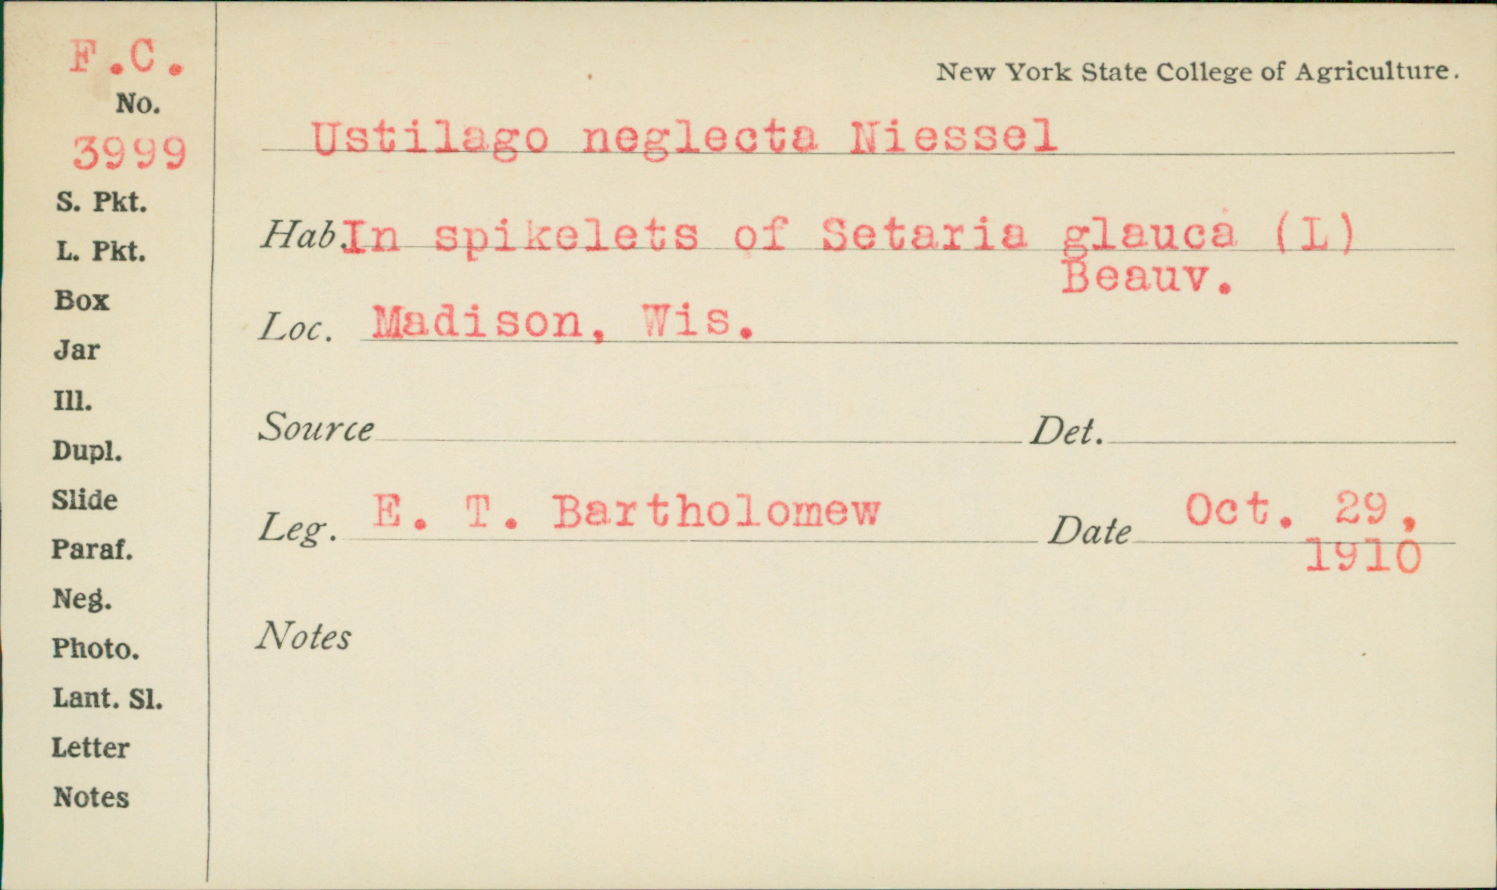 F.C.
No.
3999
S. Pkt.
L. Pkt.
Box
Jar
Ill.
Dupl.
Slide
Paraf.
Neg.
Photo.
Lant. Sl.
Letter
Notes
New York State College of Agriculture.
Ustilago neglecta Niessel
Hab. In spikelets of Setaria glauca (L)
Beauv.
Loc. Madison, Wis.
Source Det.
Leg. E. T. Bartholomew Date Oct. 29,
1910
Notes